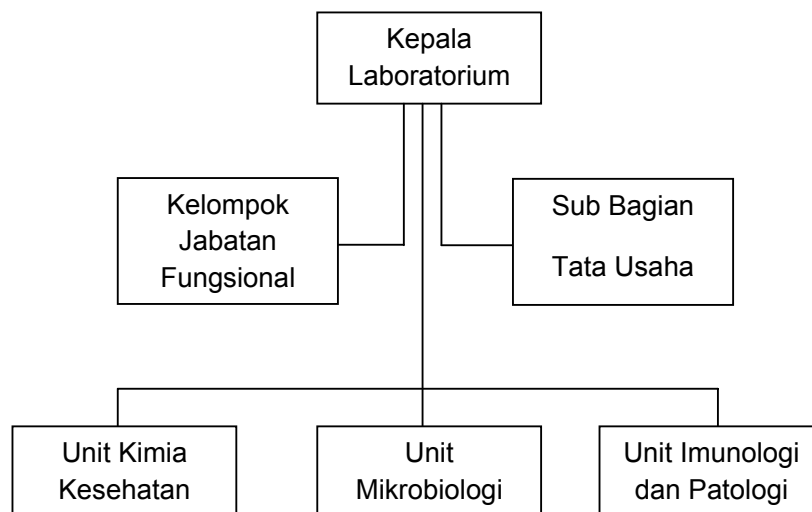 Kepala
Laboratorium
Kelompok
Jabatan
Fungsional
Sub Bagian
Tata Usaha
Unit Kimia
Kesehatan
Unit
Mikrobiologi
Unit Imunologi
dan Patologi